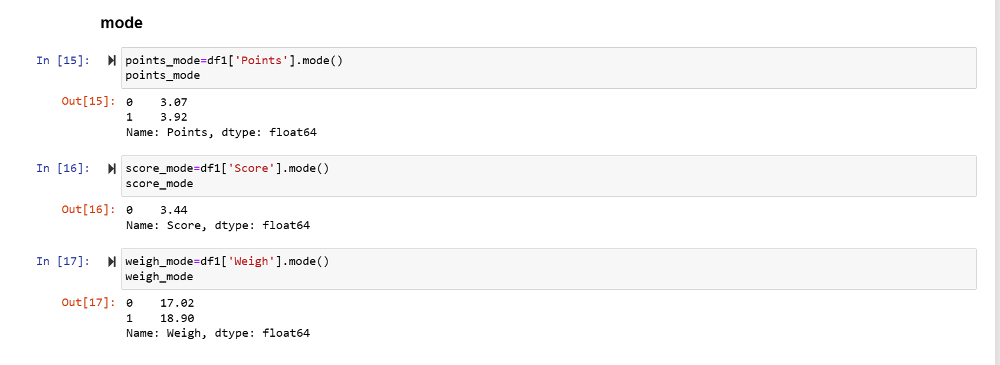 mode
In [15]: points_mode=df1['Points'].mode()
points_mode
Out[15]: 0    3.07
1    3.92
Name: Points, dtype: float64
In [16]: score_mode=df1['Score'].mode()
score_mode
Out[16]: 0    3.44
Name: Score, dtype: float64
In [17]: weigh_mode=df1['Weigh'].mode()
weigh_mode
Out[17]: 0    17.02
1    18.90
Name: Weigh, dtype: float64